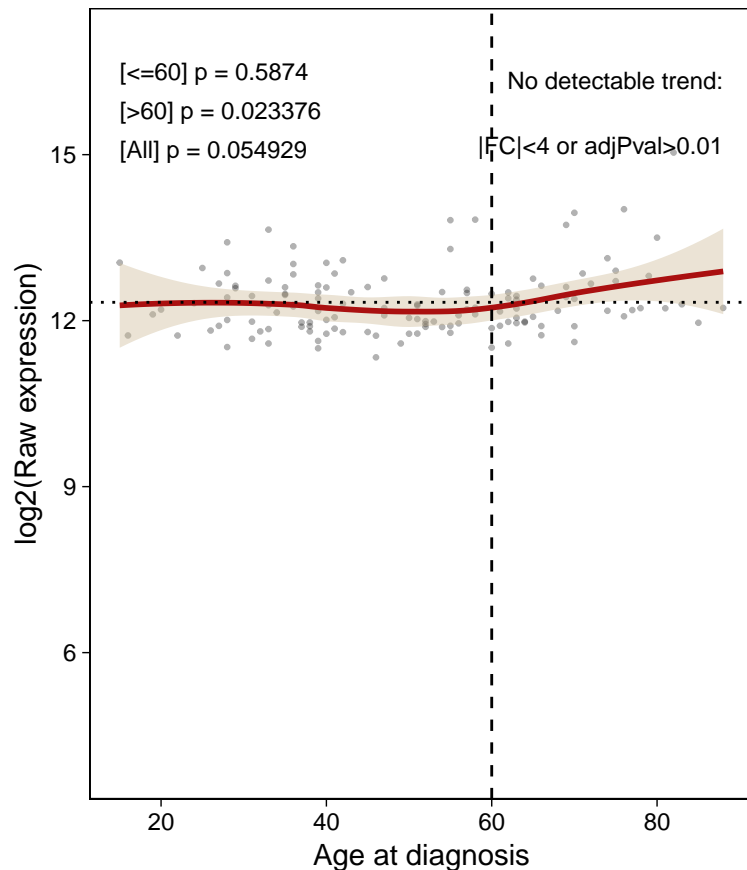 [<=60] p = 0.5874
[>60] p = 0.023376
[All] p = 0.054929
No detectable trend:
|FC|<4 or adjPval>0.01
15
12
9
6
log2(Raw expression)
20
40
60
80
Age at diagnosis